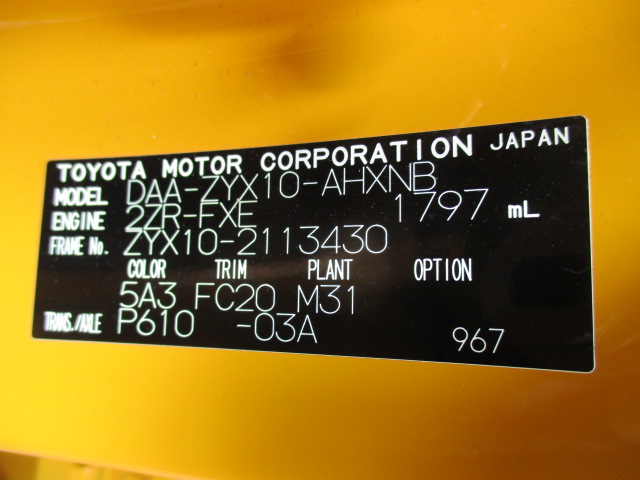 TOYOTA MOTOR CORPORATION JAPAN
MODEL DAA-ZYX10-AHXNB
ENGINE 2ZR-FXE 1797 mL
FRAME No. ZYX10-2113430
COLOR TRIM PLANT OPTION
5A3 FC20 M31
TRANS./AXLE P610 -03A 967